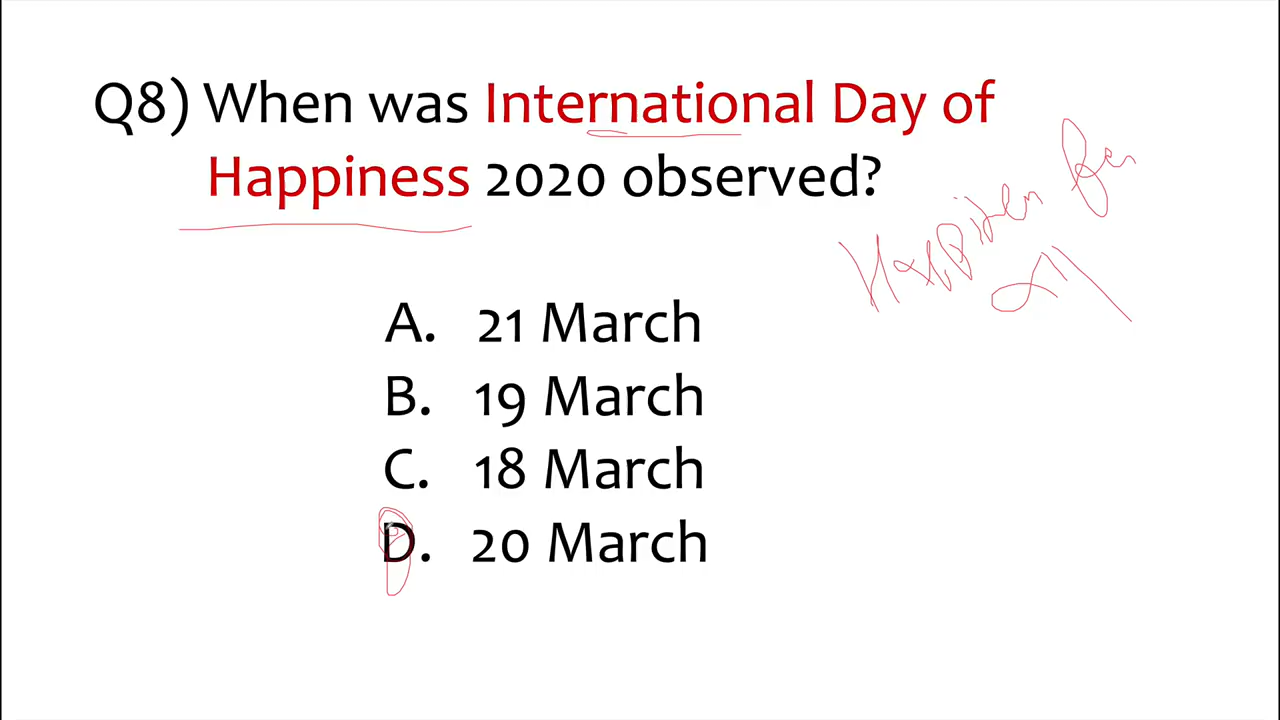 Q8) When was International Day of
Happiness 2020 observed?
A. 21 March
B. 19 March
C. 18 March
D. 20 March